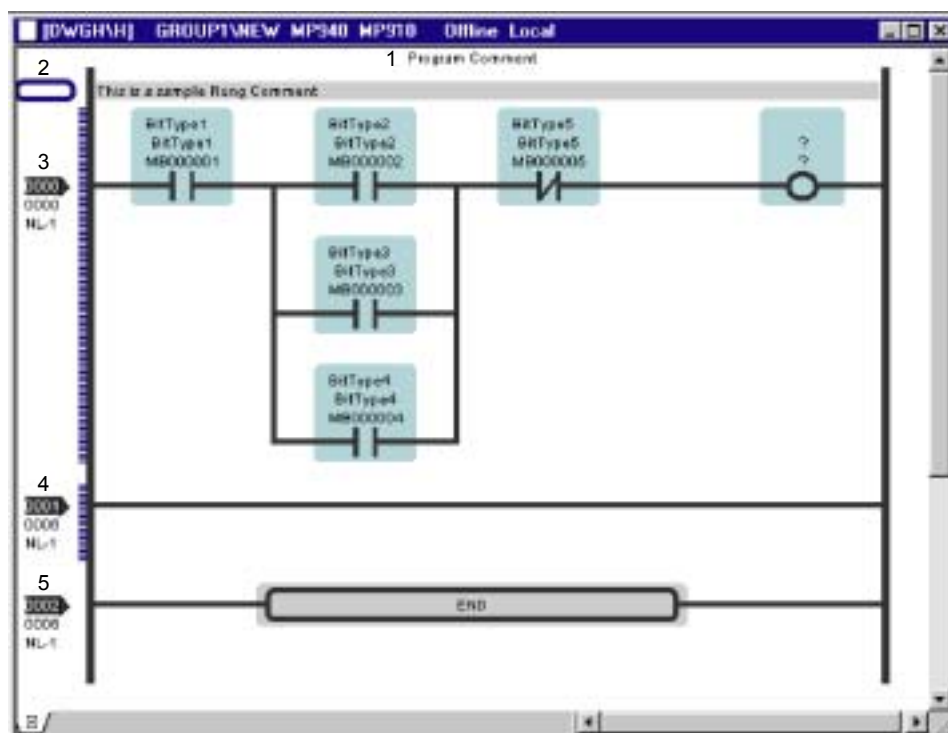 [DWGH\H] GROUP1\NEW MP940 MP910 Offline Local
1 Program Comment
2
This is a sample Rung Comment
BitType1
BitType1
MB000001
BitType2
BitType2
MB000002
BitType5
BitType5
MB000005
?
?
3
0000
0000
NL-1
BitType3
BitType3
MB000003
BitType4
BitType4
MB000004
4
0001
0006
NL-1
5
0002
END
0006
NL-1